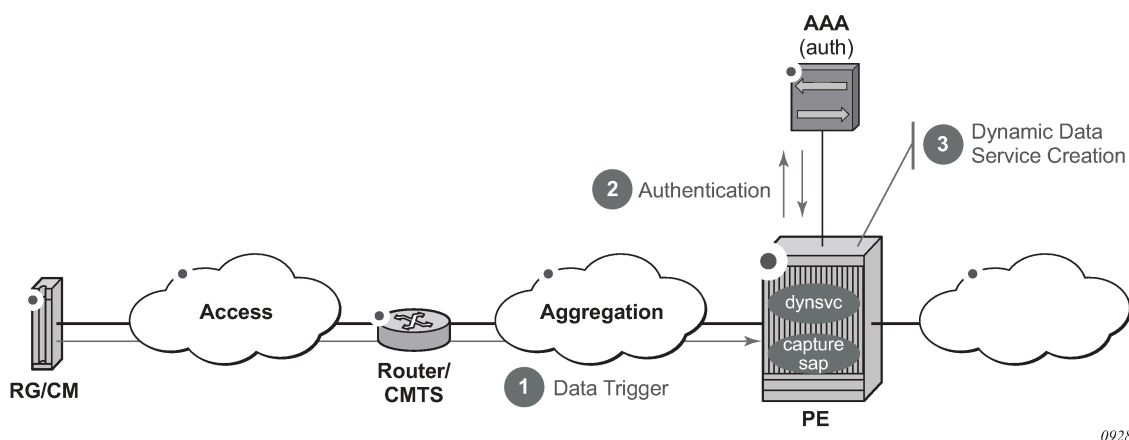 AAA
(auth)
3
Dynamic Data
Service Creation
2
Authentication
dynsvc
Access
Aggregation
capture
sap
RG/CM
Router/
CMTS
1
Data Trigger
PE
0928